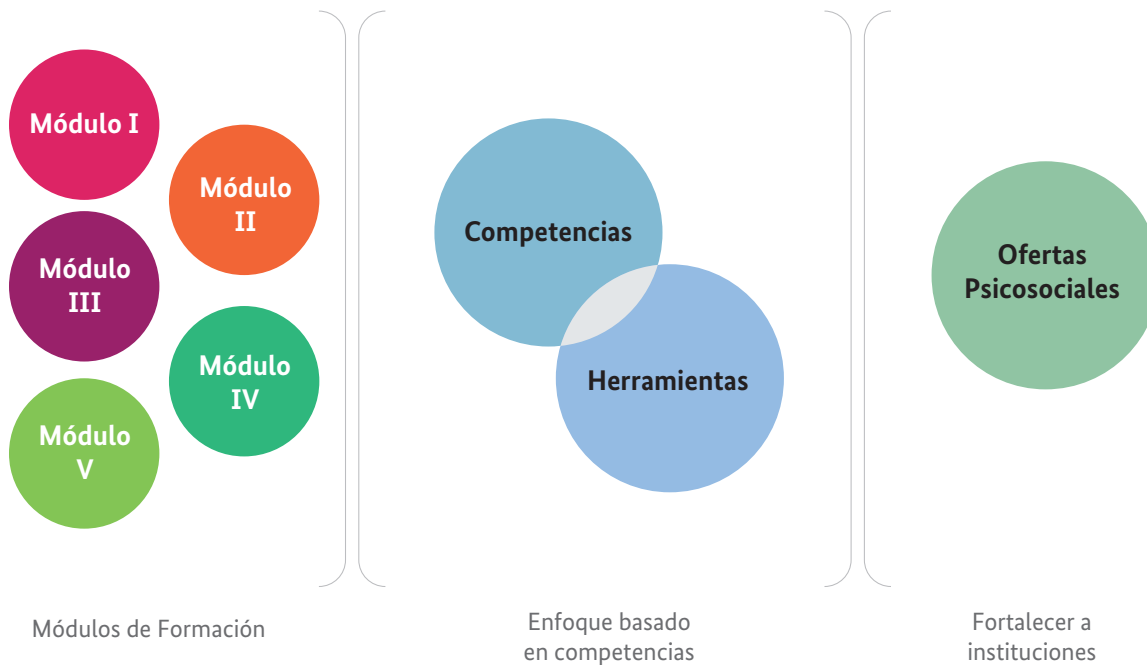 Módulo I
Módulo
II
Módulo
III
Módulo
IV
Módulo
V
Competencias
Herramientas
Ofertas
Psicosociales
Módulos de Formación
Enfoque basado
en competencias
Fortalecer a
instituciones